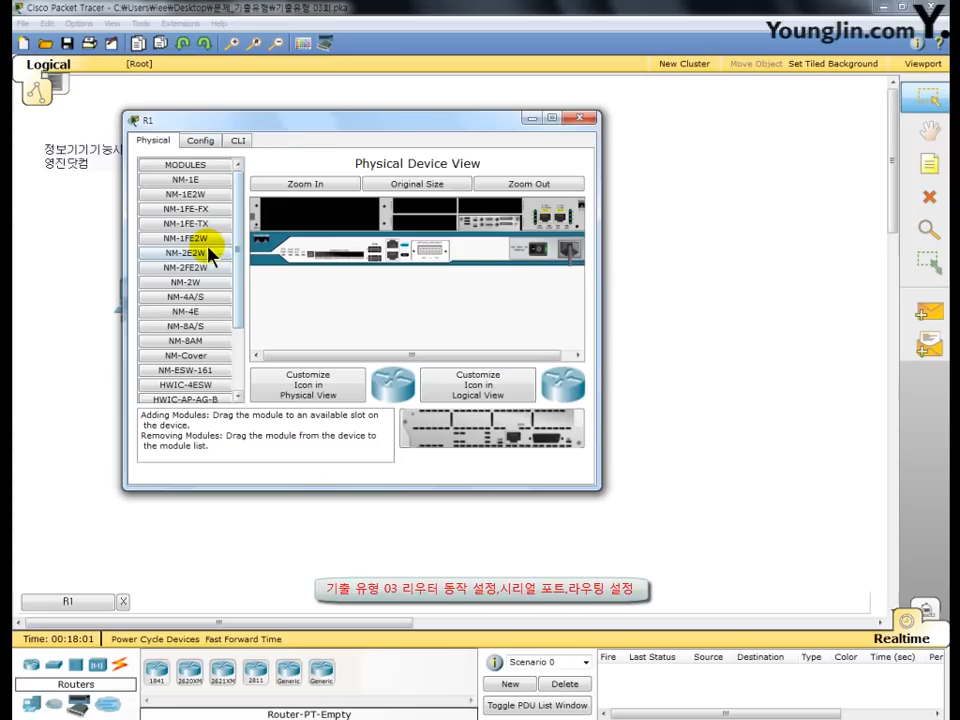 Cisco Packet Tracer - C:\Users\lee\Desktop\문제_기출유형\기출유형 03회.pka
File Edit Options View Tools Extensions Help
YoungJin.com Y.
Logical
[Root]
New Cluster
Move Object
Set Tiled Background
Viewport
정보기기기능사
영진닷컴
R1
Physical
Config
CLI
MODULES
NM-1E
NM-1E2W
NM-1FE-FX
NM-1FE-TX
NM-1FE2W
NM-2E2W
NM-2FE2W
NM-2W
NM-4A/S
NM-4E
NM-8A/S
NM-8AM
NM-Cover
NM-ESW-161
HWIC-4ESW
HWIC-AP-AG-B
Physical Device View
Zoom In
Original Size
Zoom Out
Customize
Icon in
Physical View
Customize
Icon in
Logical View
Adding Modules: Drag the module to an available slot on
the device.
Removing Modules: Drag the module from the device to
the module list.
기출 유형 03 리우터 동작 설정,시리얼 포트,라우팅 설정
R1
X
Time: 00:18:01
Power Cycle Devices
Fast Forward Time
Realtime
Routers
1841
2620XM
2621XM
2811
Generic
Generic
Router-PT-Empty
Scenario 0
New
Delete
Toggle PDU List Window
Fire
Last Status
Source
Destination
Type
Color
Time (sec)
Per